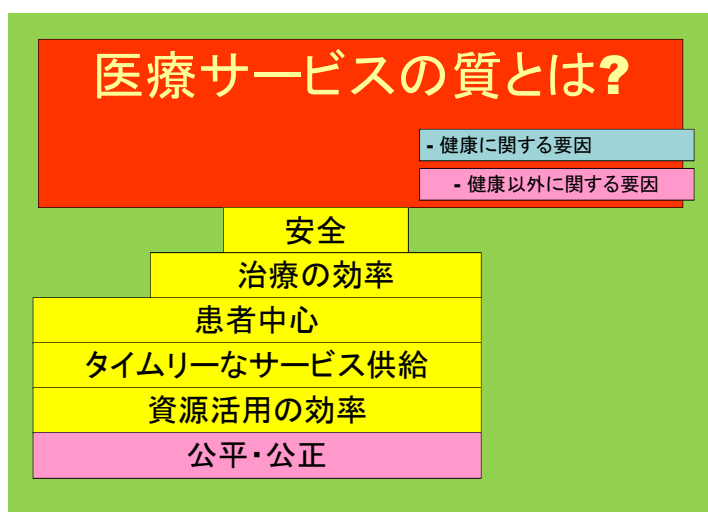 医療サービスの質とは?
- 健康に関する要因
- 健康以外に関する要因
安全
治療の効率
患者中心
タイムリーなサービス供給
資源活用の効率
公平・公正